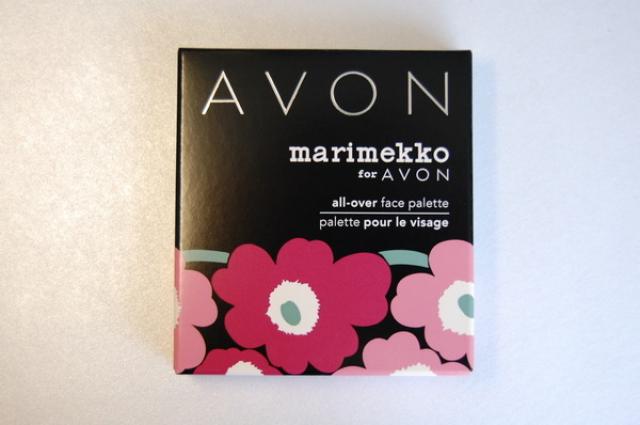 AVON
marimekko
for AVON
all-over face palette
palette pour le visage